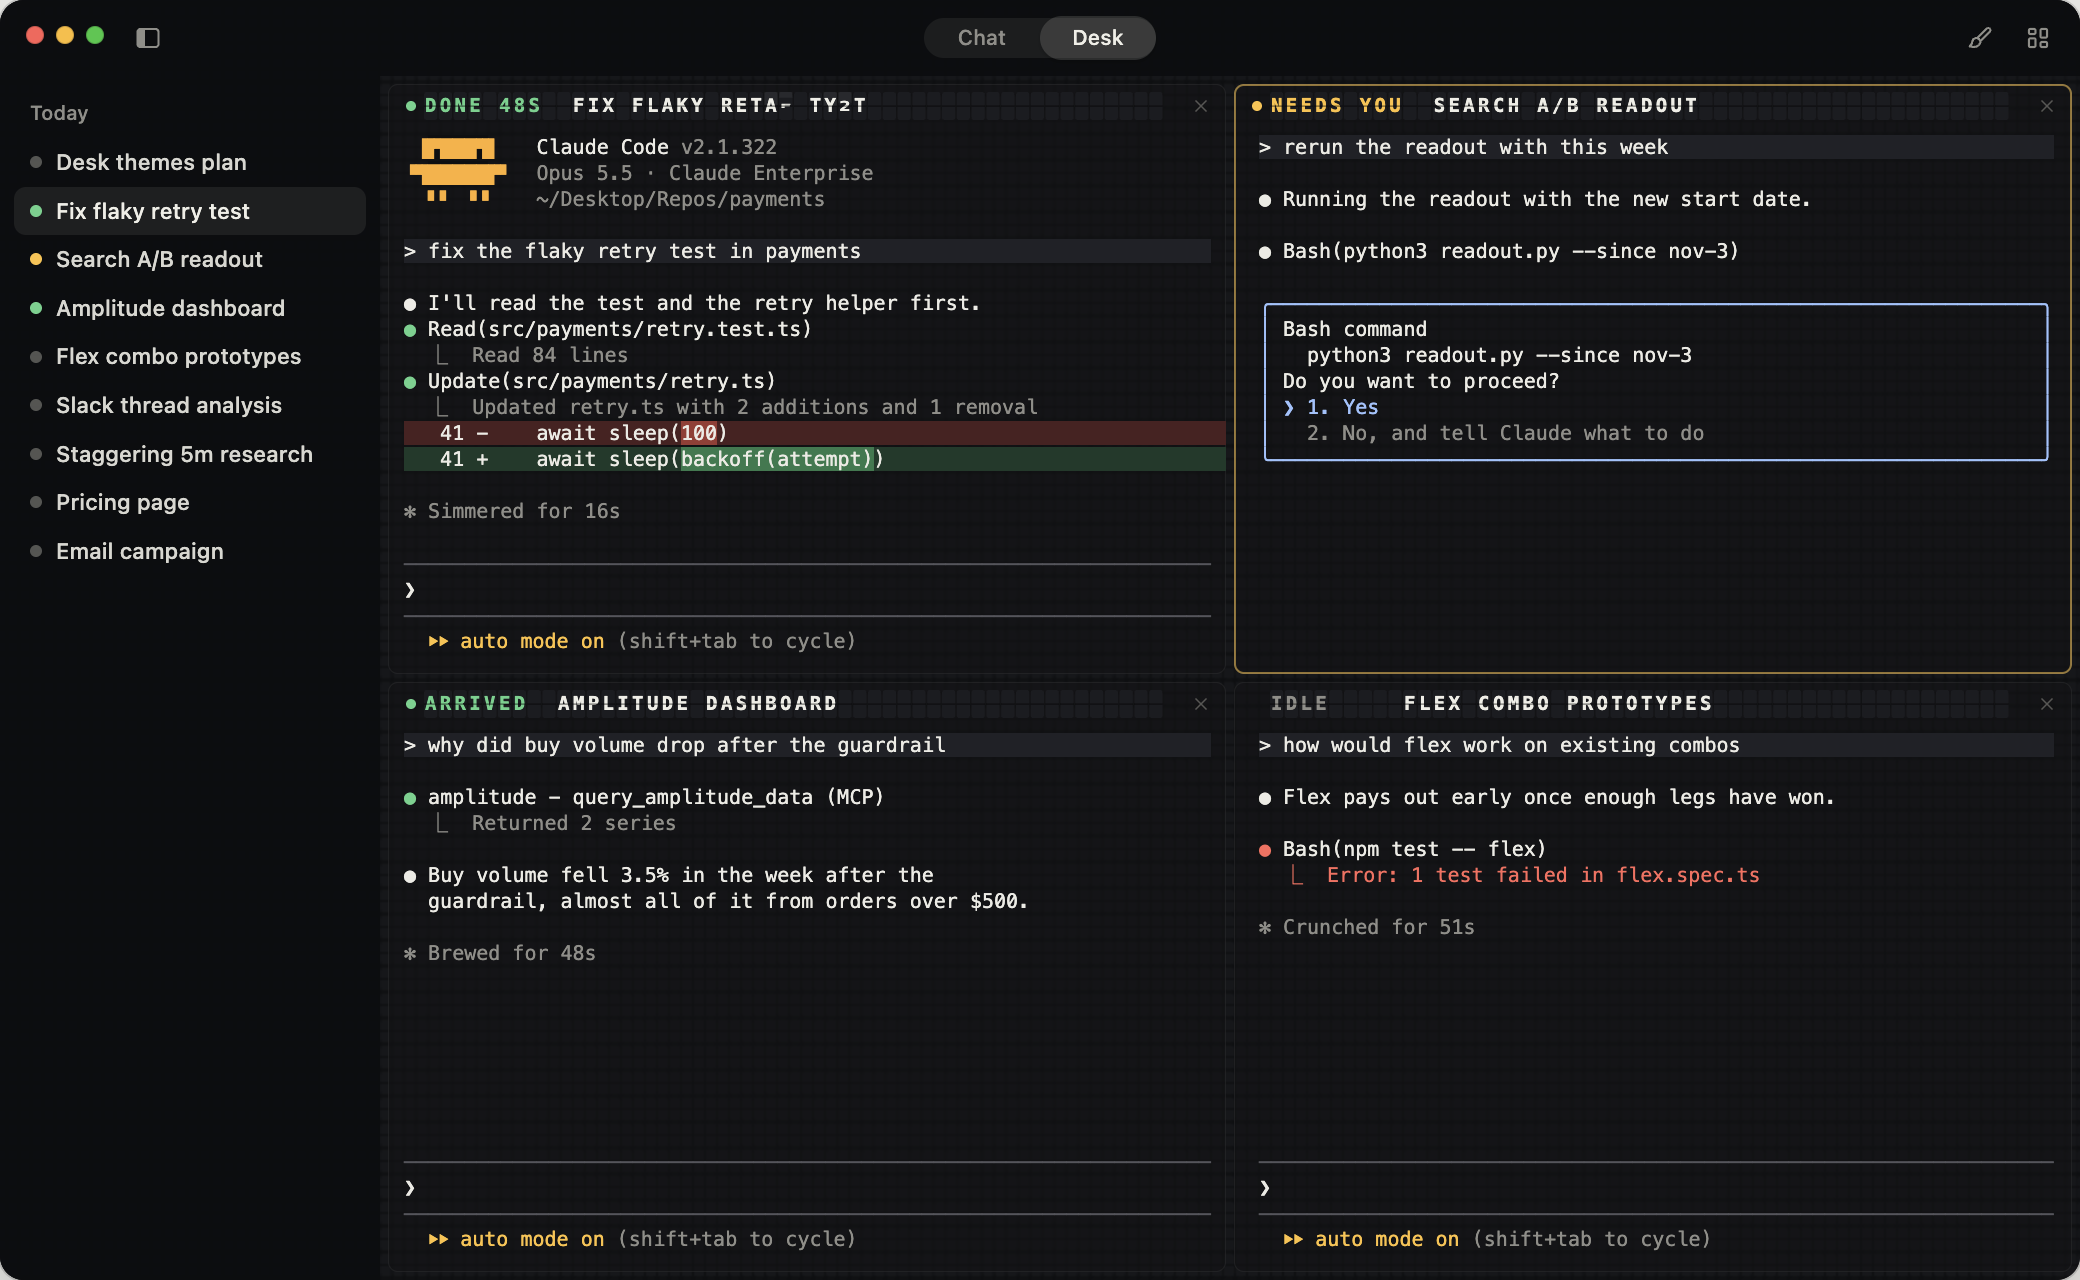 Chat
Desk
Today
Desk themes plan
Fix flaky retry test
Search A/B readout
Amplitude dashboard
Flex combo prototypes
Slack thread analysis
Staggering 5m research
Pricing page
Email campaign
DONE 48S FIX FLAKY
Claude Code v2.1.322
Opus 5.5 · Claude Enterprise
~/Desktop/Repos/payments
> fix the flaky retry test in payments
I'll read the test and the retry helper first.
Read(src/payments/retry.test.ts)
Read 84 lines
Update(src/payments/retry.ts)
Updated retry.ts with 2 additions and 1 removal
41 - await sleep(100)
41 + await sleep(backoff(attempt))
✻ Simmered for 16s
❯
▸▸ auto mode on (shift+tab to cycle)
NEEDS YOU SEARCH A/B READOUT
> rerun the readout with this week
Running the readout with the new start date.
Bash(python3 readout.py --since nov-3)
Bash command
python3 readout.py --since nov-3
Do you want to proceed?
❯ 1. Yes
2. No, and tell Claude what to do
ARRIVED AMPLITUDE DASHBOARD
> why did buy volume drop after the guardrail
amplitude - query_amplitude_data (MCP)
Returned 2 series
Buy volume fell 3.5% in the week after the
guardrail, almost all of it from orders over $500.
✻ Brewed for 48s
❯
▸▸ auto mode on (shift+tab to cycle)
IDLE FLEX COMBO PROTOTYPES
> how would flex work on existing combos
Flex pays out early once enough legs have won.
Bash(npm test -- flex)
Error: 1 test failed in flex.spec.ts
✻ Crunched for 51s
❯
▸▸ auto mode on (shift+tab to cycle)